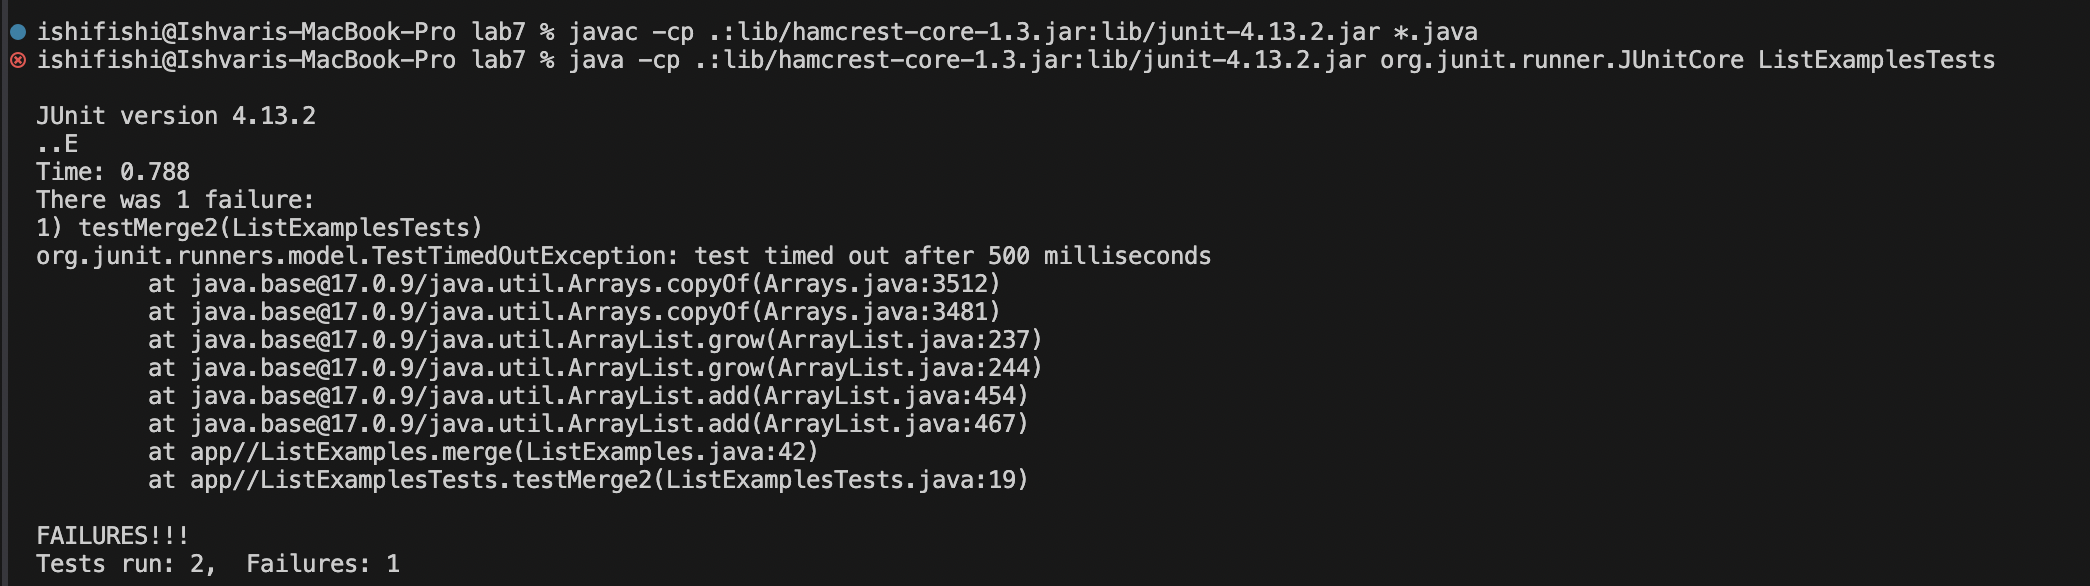 ishifishi@Ishvaris-MacBook-Pro lab7 % javac -cp .:lib/hamcrest-core-1.3.jar:lib/junit-4.13.2.jar *.java
ishifishi@Ishvaris-MacBook-Pro lab7 % java -cp .:lib/hamcrest-core-1.3.jar:lib/junit-4.13.2.jar org.junit.runner.JUnitCore ListExamplesTests
JUnit version 4.13.2
..E
Time: 0.788
There was 1 failure:
1) testMerge2(ListExamplesTests)
org.junit.runners.model.TestTimedOutException: test timed out after 500 milliseconds
        at java.base@17.0.9/java.util.Arrays.copyOf(Arrays.java:3512)
        at java.base@17.0.9/java.util.Arrays.copyOf(Arrays.java:3481)
        at java.base@17.0.9/java.util.ArrayList.grow(ArrayList.java:237)
        at java.base@17.0.9/java.util.ArrayList.grow(ArrayList.java:244)
        at java.base@17.0.9/java.util.ArrayList.add(ArrayList.java:454)
        at java.base@17.0.9/java.util.ArrayList.add(ArrayList.java:467)
        at app//ListExamples.merge(ListExamples.java:42)
        at app//ListExamplesTests.testMerge2(ListExamplesTests.java:19)
FAILURES!!!
Tests run: 2,  Failures: 1